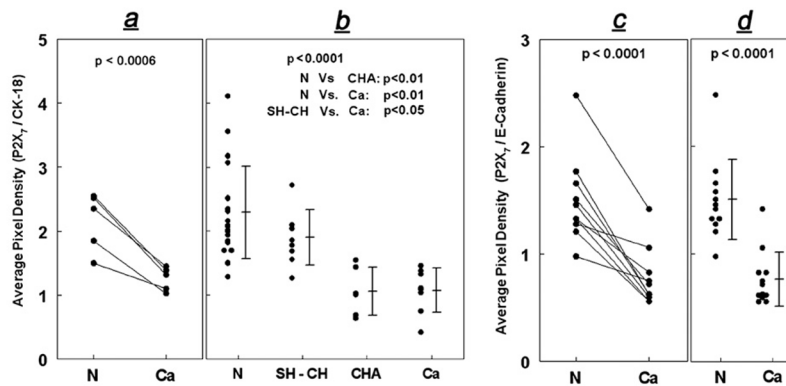 a
b
c
d
Average Pixel Density (P2X7 / CK-18)
5
4
3
2
1
0
p < 0.0006
N
Ca
p <0.0001
N Vs CHA: p<0.01
N Vs. Ca: p<0.01
SH-CH Vs. Ca: p<0.05
N
SH - CH
CHA
Ca
Average Pixel Density (P2X7 / E-Cadherin)
3
2
1
0
p <0.0001
N
Ca
p <0.0001
N
Ca